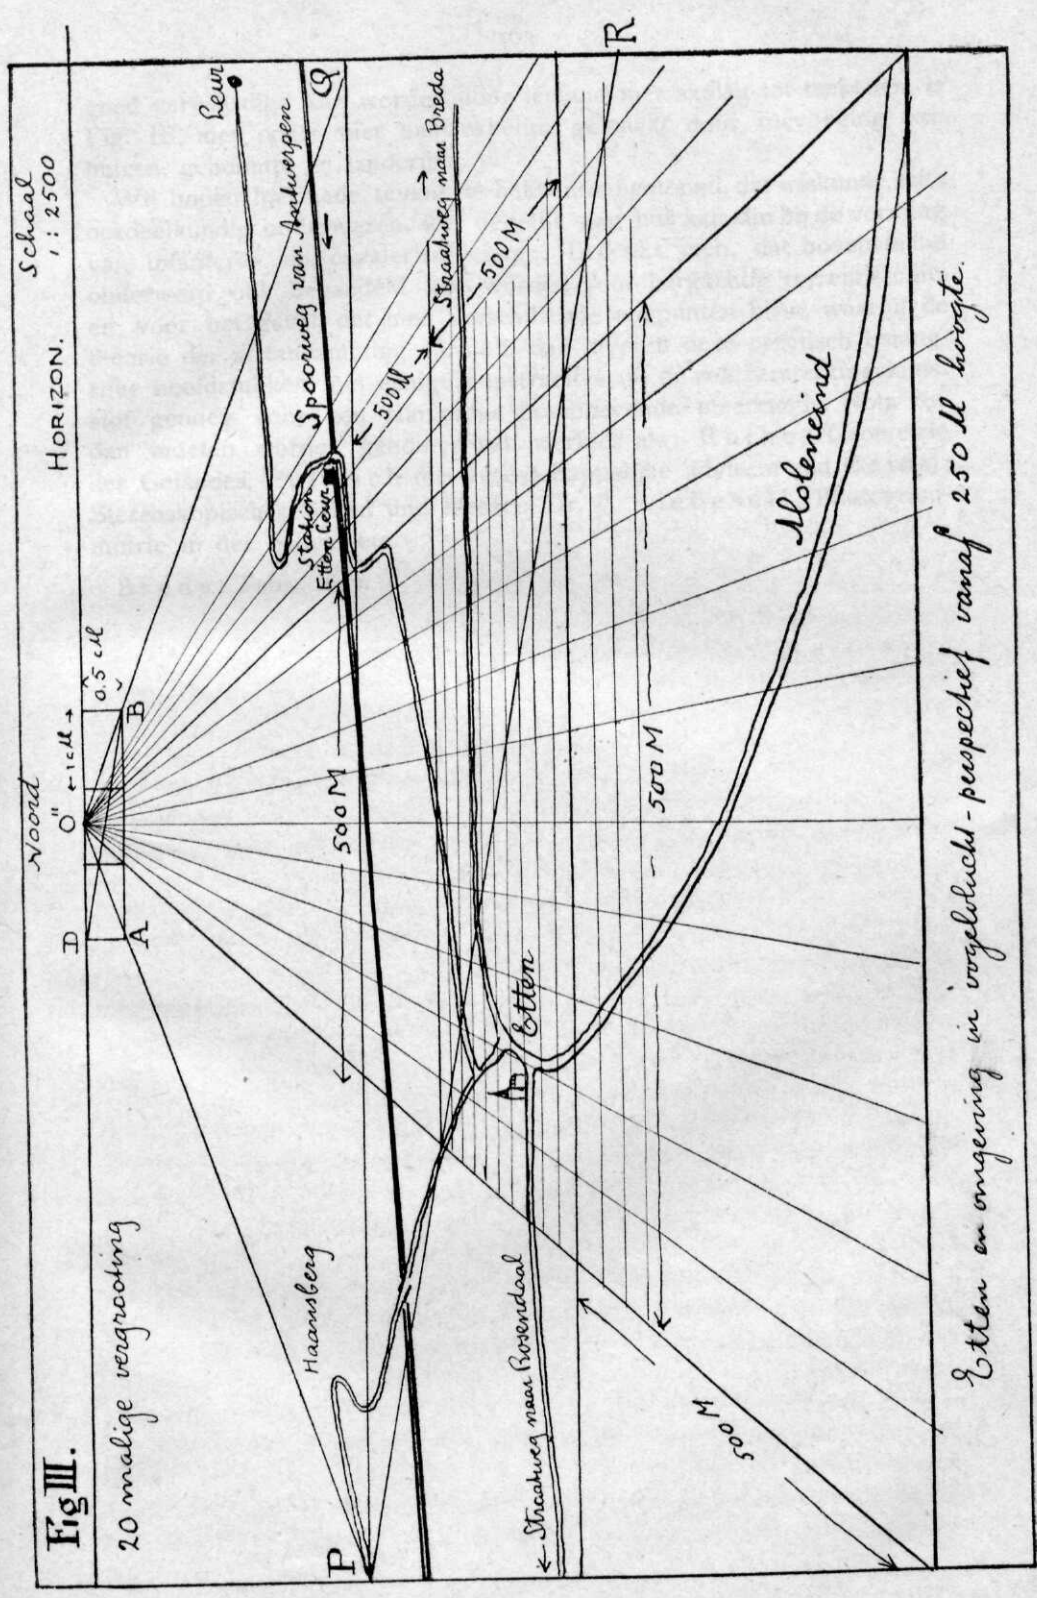 Fig III.
20 malige vergrooting
Noord
HORIZON.
Schaal
1 : 2500
D
O"
1 cM
0.5 cM
A
B
Leur
Haansberg
Station
Etten Leur
Spoorweg van Antwerpen
Q
P
500 M
500 M
Straatweg naar Breda
500 M
R
Etten
Straatweg naar Rosendaal
500 M
Moleneind
500 M
Etten en omgeving in vogelvlucht-perspectief vanaf 250 M hoogte.